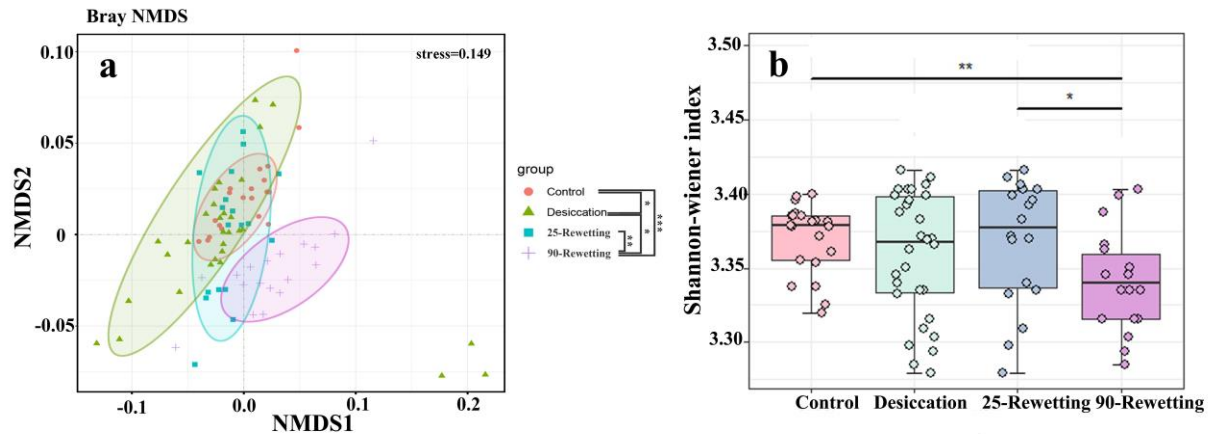 Bray NMDS
a
stress=0.149
0.10
0.05
0
-0.05
NMDS2
-0.1
0.0
0.1
0.2
NMDS1
group
Control
Desiccation
25-Rewetting
90-Rewetting
*
*
**
***
b
Shannon-wiener index
3.50
3.45
3.40
3.35
3.30
**
*
Control Desiccation 25-Rewetting 90-Rewetting